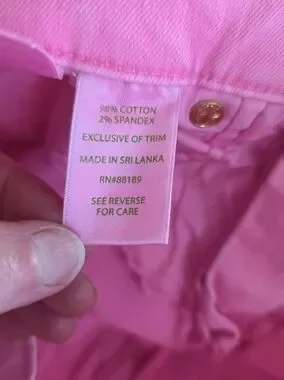 98% COTTON
2% SPANDEX
EXCLUSIVE OF TRIM
MADE IN SRI LANKA
RN#88189
SEE REVERSE
FOR CARE